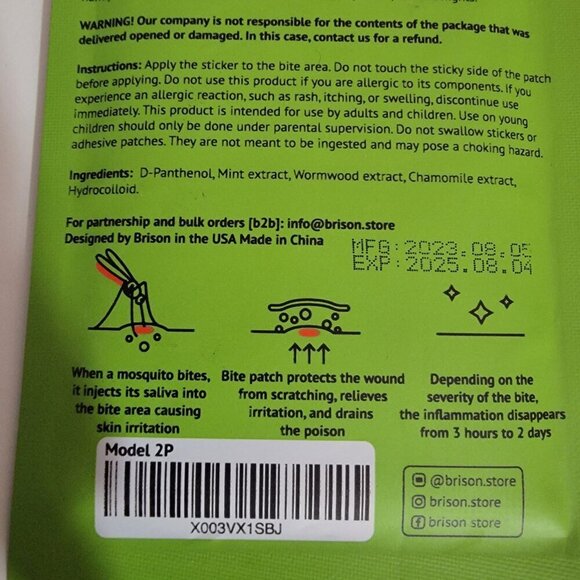 WARNING! Our company is not responsible for the contents of the package that was
delivered opened or damaged. In this case, contact us for a refund.
Instructions: Apply the sticker to the bite area. Do not touch the sticky side of the patch
before applying. Do not use this product if you are allergic to its components. If you
experience an allergic reaction, such as rash, itching, or swelling, discontinue use
immediately. This product is intended for use by adults and children. Use on young
children should only be done under parental supervision. Do not swallow stickers or
adhesive patches. They are not meant to be ingested and may pose a choking hazard.
Ingredients: D-Panthenol, Mint extract, Wormwood extract, Chamomile extract,
Hydrocolloid.
For partnership and bulk orders [b2b]: info@brison.store
Designed by Brison in the USA Made in China
MFG:2023.08.05
EXP:2025.08.04
When a mosquito bites,
it injects its saliva into
the bite area causing
skin irritation
Bite patch protects the wound
from scratching, relieves
irritation, and drains
the poison
Depending on the
severity of the bite,
the inflammation disappears
from 3 hours to 2 days
Model 2P
X003VX1SBJ
@brison.store
brison.store
brison store